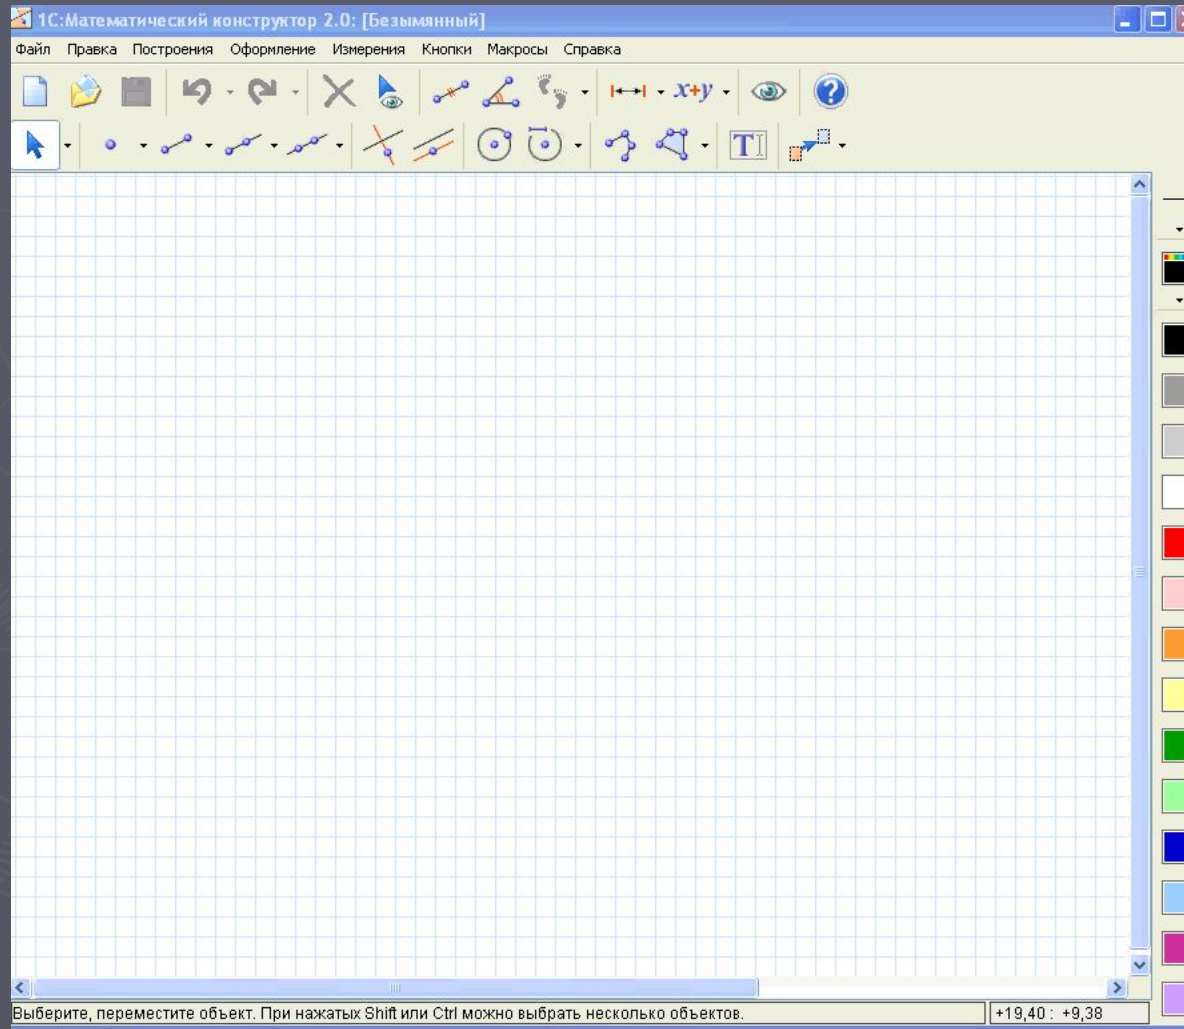 1С:Математический конструктор 2.0: [Безымянный]
Файл Правка Построения Оформление Измерения Кнопки Макросы Справка
x+y ?
T
Выберите, переместите объект. При нажатых Shift или Ctrl можно выбрать несколько объектов.
+19,40 : +9,38